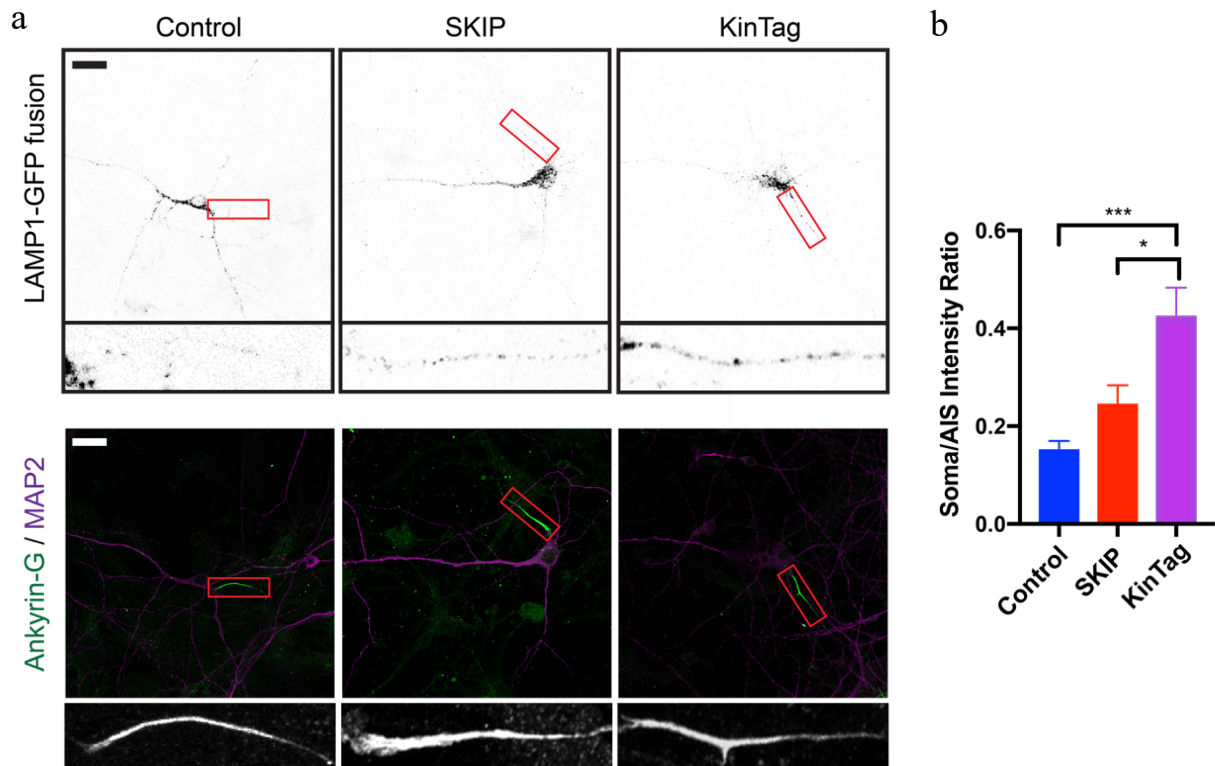 a
Control
SKIP
KinTag
LAMP1-GFP fusion
Ankyrin-G / MAP2
b
Soma/AIS Intensity Ratio
0.6
0.4
0.2
0.0
***
*
Control
SKIP
KinTag